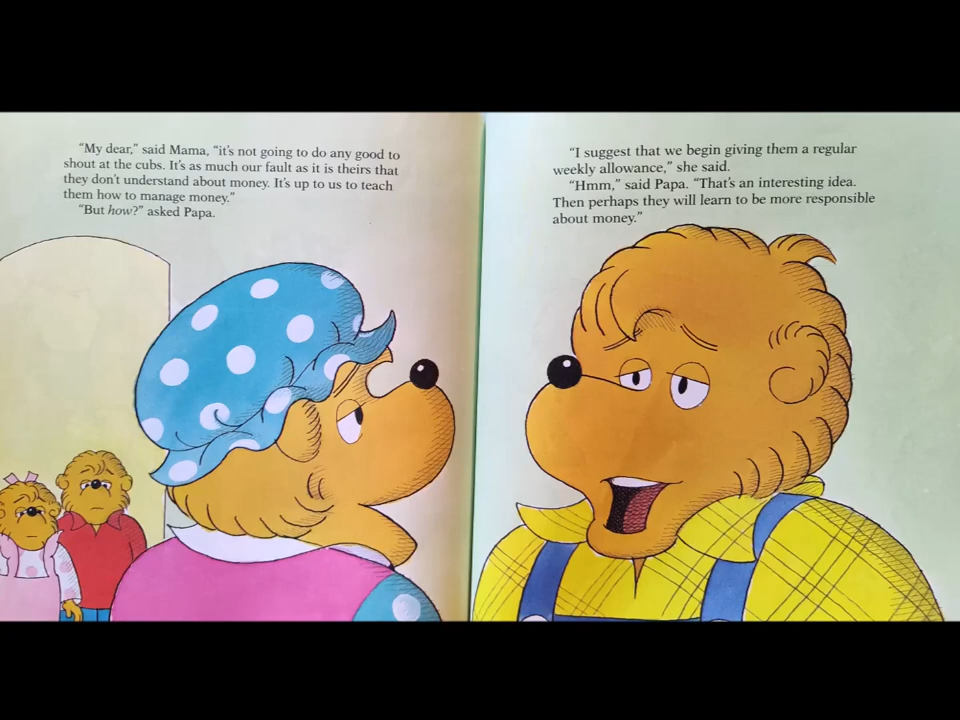 "My dear," said Mama, "it's not going to do any good to
shout at the cubs. It's as much our fault as it is theirs that
they don't understand about money. It's up to us to teach
them how to manage money."
"But how?" asked Papa.
"I suggest that we begin giving them a regular
weekly allowance," she said.
"Hmm," said Papa. "That's an interesting idea.
Then perhaps they will learn to be more responsible
about money."